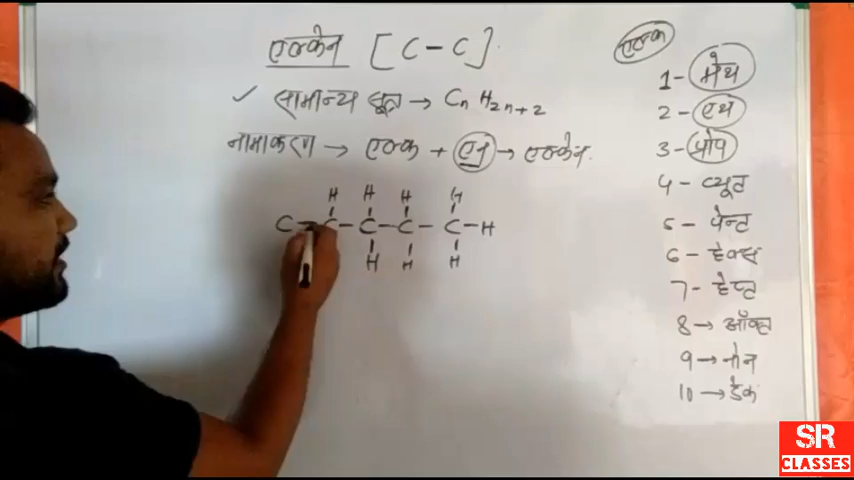 एल्केन [C-C].
✓ सामान्य सूत्र → CnH2n+2
नामाकरण → एल्क + एन → एल्केन.
H H H H
C-C-C-C-C-H
H H H
एल्क
1- मेथ
2- एथ
3- प्रोप
4- ब्यूट
5- पेन्ट
6- हेक्स
7- हेप्ट
8→ ऑक्ट
9→ नोन
10→ डेक
SR
CLASSES